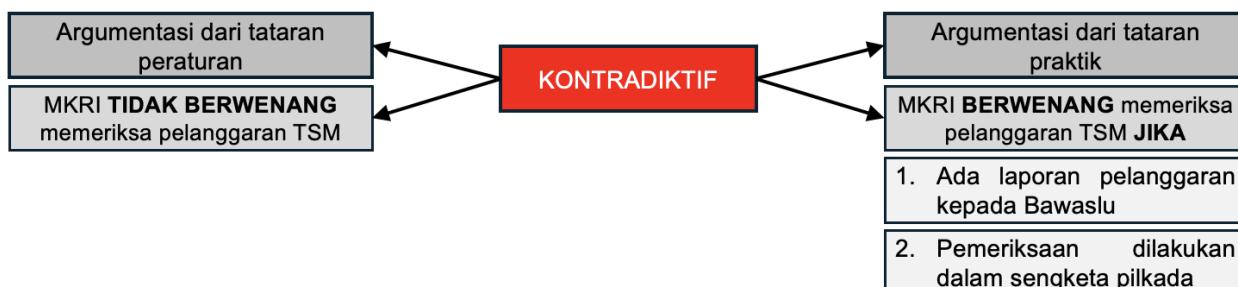 Argumentasi dari tataran
peraturan
MKRI TIDAK BERWENANG
memeriksa pelanggaran TSM
KONTRADIKTIF
Argumentasi dari tataran
praktik
MKRI BERWENANG memeriksa
pelanggaran TSM JIKA
1. Ada laporan pelanggaran
kepada Bawaslu
2. Pemeriksaan dilakukan
dalam sengketa pilkada